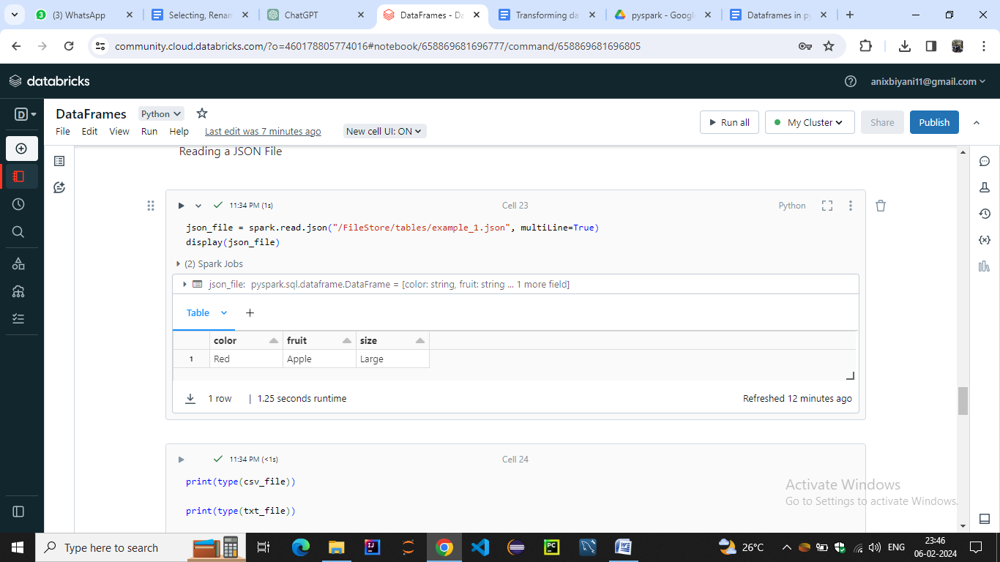 (3) WhatsApp
Selecting, Renam
ChatGPT
DataFrames - Da
Transforming da
pyspark - Googl
Dataframes in py
community.cloud.databricks.com/?o=460178805774016#notebook/658869681696777/command/658869681696805
databricks
anixbiyani11@gmail.com
D
DataFrames
Python
File Edit View Run Help
Last edit was 7 minutes ago
New cell UI: ON
Run all
My Cluster
Share
Publish
Reading a JSON File
11:34 PM (1s)
Cell 23
Python
json_file = spark.read.json("/FileStore/tables/example_1.json", multiLine=True)
display(json_file)
(2) Spark Jobs
json_file: pyspark.sql.dataframe.DataFrame = [color: string, fruit: string ... 1 more field]
Table
color fruit size
1 Red Apple Large
1 row | 1.25 seconds runtime
Refreshed 12 minutes ago
11:34 PM (<1s)
Cell 24
print(type(csv_file))
print(type(txt_file))
Activate Windows
Go to Settings to activate Windows.
Type here to search
26°C
ENG
23:46
06-02-2024